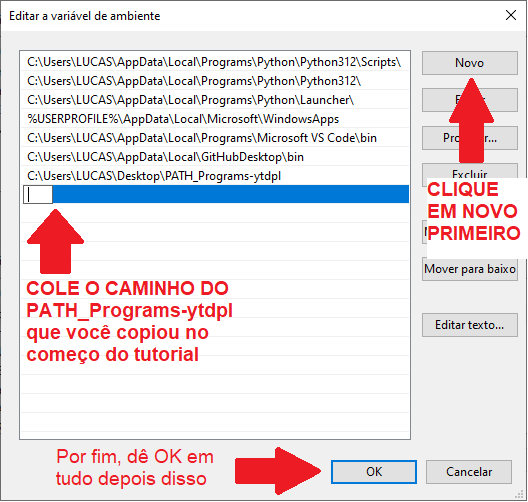 Editar a variável de ambiente
C:\Users\LUCAS\AppData\Local\Programs\Python\Python312\Scripts\
C:\Users\LUCAS\AppData\Local\Programs\Python\Python312\
C:\Users\LUCAS\AppData\Local\Programs\Python\Launcher\
%USERPROFILE%\AppData\Local\Microsoft\WindowsApps
C:\Users\LUCAS\AppData\Local\Programs\Microsoft VS Code\bin
C:\Users\LUCAS\AppData\Local\GitHubDesktop\bin
C:\Users\LUCAS\Desktop\PATH_Programs-ytdpl
Novo
Excluir
CLIQUE
EM NOVO
PRIMEIRO
Mover para baixo
Editar texto...
COLE O CAMINHO DO
PATH_Programs-ytdpl
que você copiou no
começo do tutorial
Por fim, dê OK em
tudo depois disso
OK
Cancelar